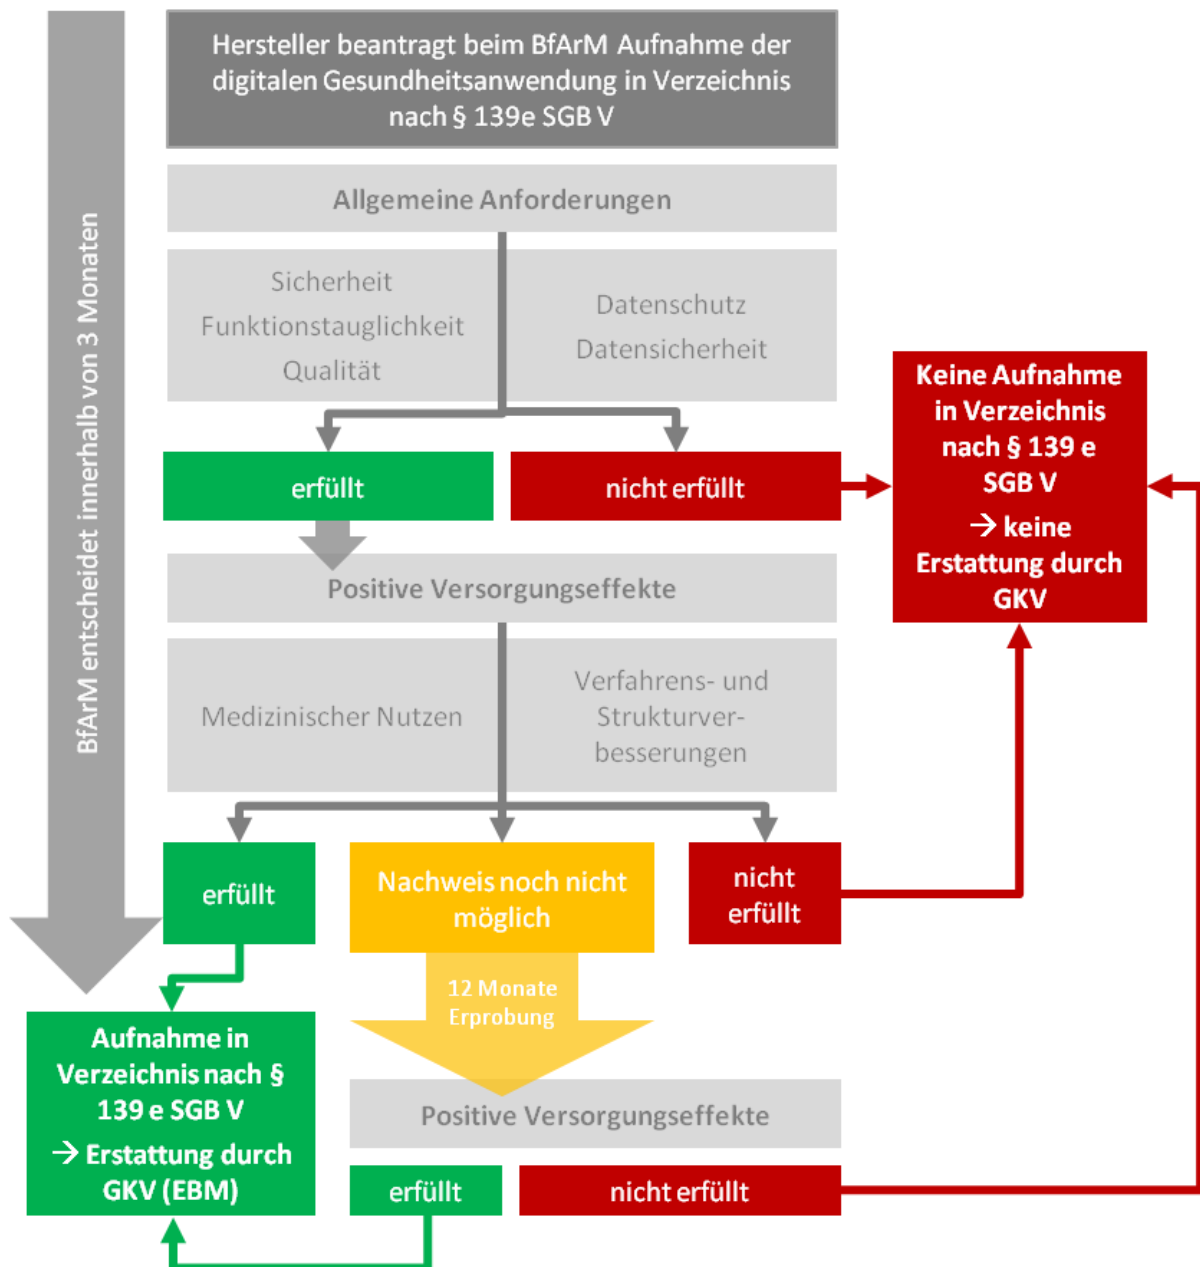 Hersteller beantragt beim BfArM Aufnahme der
digitalen Gesundheitsanwendung in Verzeichnis
nach § 139e SGB V
BfArM entscheidet innerhalb von 3 Monaten
Allgemeine Anforderungen
Sicherheit
Funktionstauglichkeit
Qualität
Datenschutz
Datensicherheit
erfüllt
nicht erfüllt
Keine Aufnahme
in Verzeichnis
nach § 139 e
SGB V
→ keine
Erstattung durch
GKV
Positive Versorgungseffekte
Medizinischer Nutzen
Verfahrens- und
Strukturver-
besserungen
erfüllt
Nachweis noch nicht
möglich
nicht
erfüllt
12 Monate
Erprobung
Aufnahme in
Verzeichnis nach §
139 e SGB V
→ Erstattung durch
GKV (EBM)
Positive Versorgungseffekte
erfüllt
nicht erfüllt